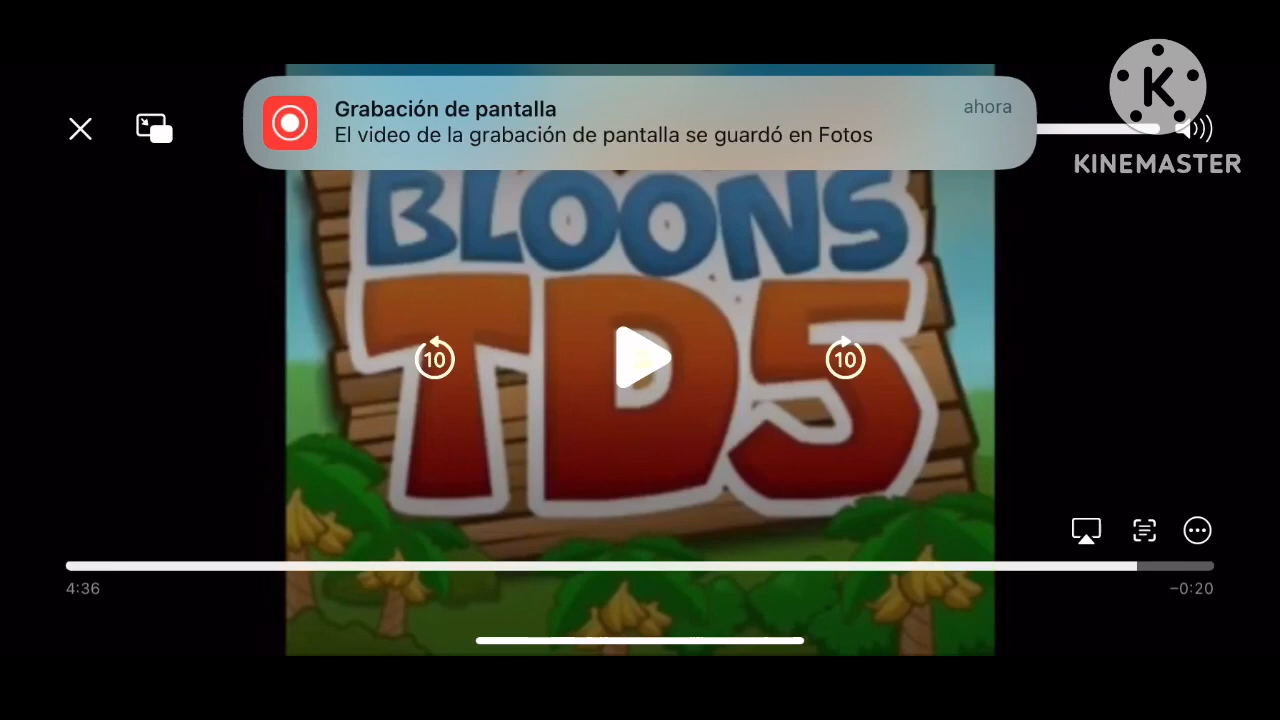 Grabación de pantalla
ahora
El video de la grabación de pantalla se guardó en Fotos
K
KINEMASTER
BLOONS
TD5
10
10
4:36
−0:20